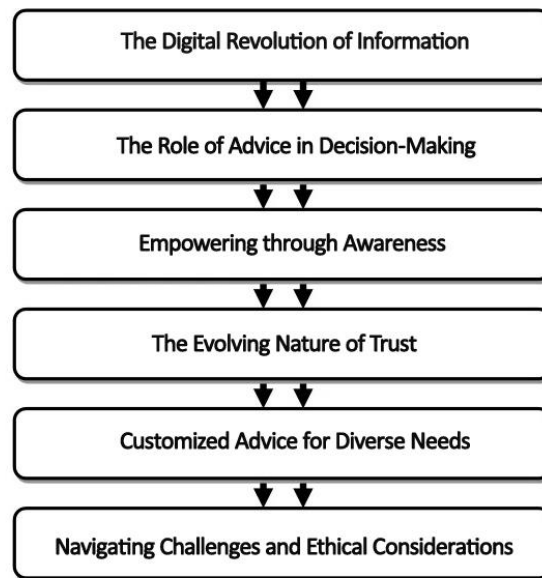 The Digital Revolution of Information
The Role of Advice in Decision-Making
Empowering through Awareness
The Evolving Nature of Trust
Customized Advice for Diverse Needs
Navigating Challenges and Ethical Considerations